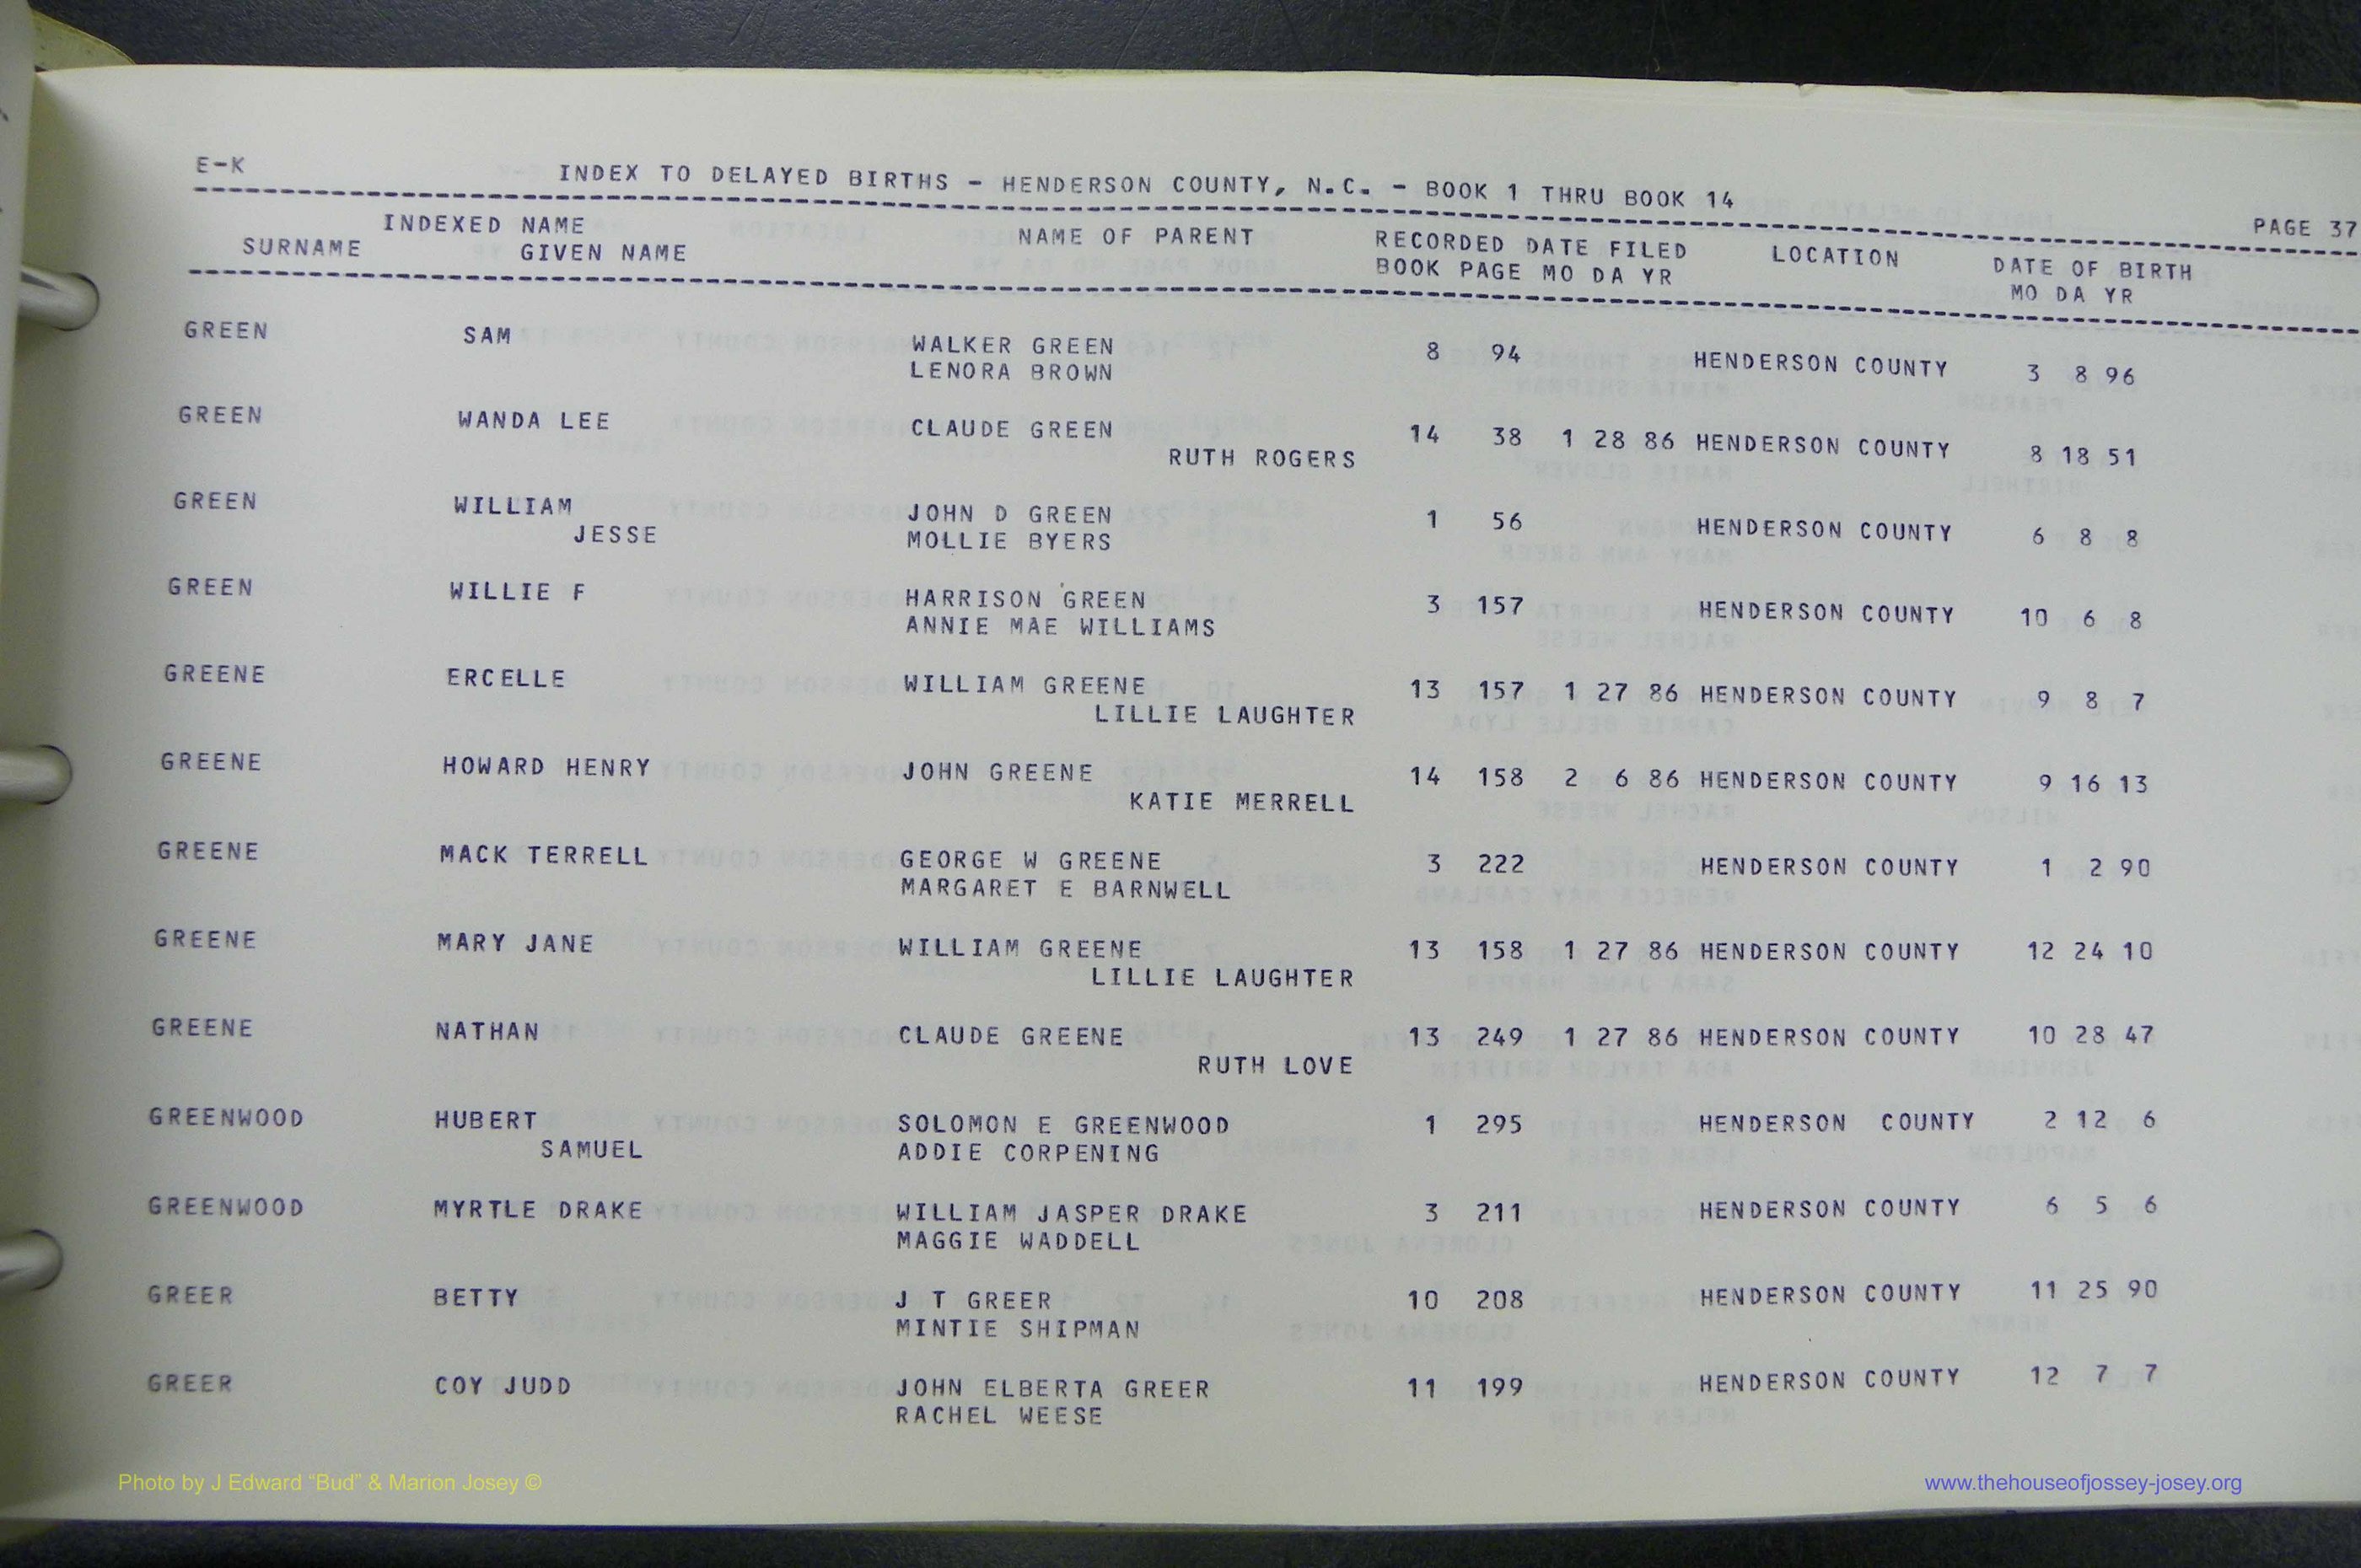 E-K
INDEX TO DELAYED BIRTHS - HENDERSON COUNTY, N.C. - BOOK 1 THRU BOOK 14
PAGE 37
INDEXED NAME NAME OF PARENT RECORDED DATE FILED LOCATION DATE OF BIRTH
SURNAME GIVEN NAME BOOK PAGE MO DA YR MO DA YR
GREEN SAM WALKER GREEN 8 94 HENDERSON COUNTY 3 8 96
LENORA BROWN
GREEN WANDA LEE CLAUDE GREEN 14 38 1 28 86 HENDERSON COUNTY 8 18 51
RUTH ROGERS
GREEN WILLIAM JOHN D GREEN 1 56 HENDERSON COUNTY 6 8 8
JESSE MOLLIE BYERS
GREEN WILLIE F HARRISON GREEN 3 157 HENDERSON COUNTY 10 6 8
ANNIE MAE WILLIAMS
GREENE ERCELLE WILLIAM GREENE 13 157 1 27 86 HENDERSON COUNTY 9 8 7
LILLIE LAUGHTER
GREENE HOWARD HENRY JOHN GREENE 14 158 2 6 86 HENDERSON COUNTY 9 16 13
KATIE MERRELL
GREENE MACK TERRELL GEORGE W GREENE 3 222 HENDERSON COUNTY 1 2 90
MARGARET E BARNWELL
GREENE MARY JANE WILLIAM GREENE 13 158 1 27 86 HENDERSON COUNTY 12 24 10
LILLIE LAUGHTER
GREENE NATHAN CLAUDE GREENE 13 249 1 27 86 HENDERSON COUNTY 10 28 47
RUTH LOVE
GREENWOOD HUBERT SOLOMON E GREENWOOD 1 295 HENDERSON COUNTY 2 12 6
SAMUEL ADDIE CORPENING
GREENWOOD MYRTLE DRAKE WILLIAM JASPER DRAKE 3 211 HENDERSON COUNTY 6 5 6
MAGGIE WADDELL
GREER BETTY J T GREER 10 208 HENDERSON COUNTY 11 25 90
MINTIE SHIPMAN
GREER COY JUDD JOHN ELBERTA GREER 11 199 HENDERSON COUNTY 12 7 7
RACHEL WEESE
Photo by J Edward “Bud” & Marion Josey ©
www.thehouseofjossey-josey.org